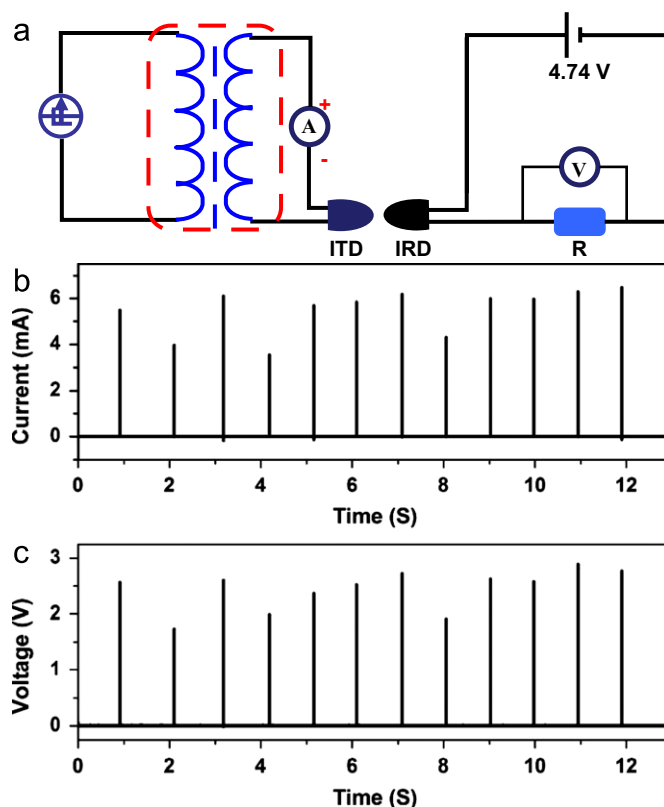 a
4.74 V
A
+
-
V
ITD
IRD
R
b
Current (mA)
6
4
2
0
0 2 4 6 8 10 12
Time (S)
c
Voltage (V)
3
2
1
0
0 2 4 6 8 10 12
Time (S)